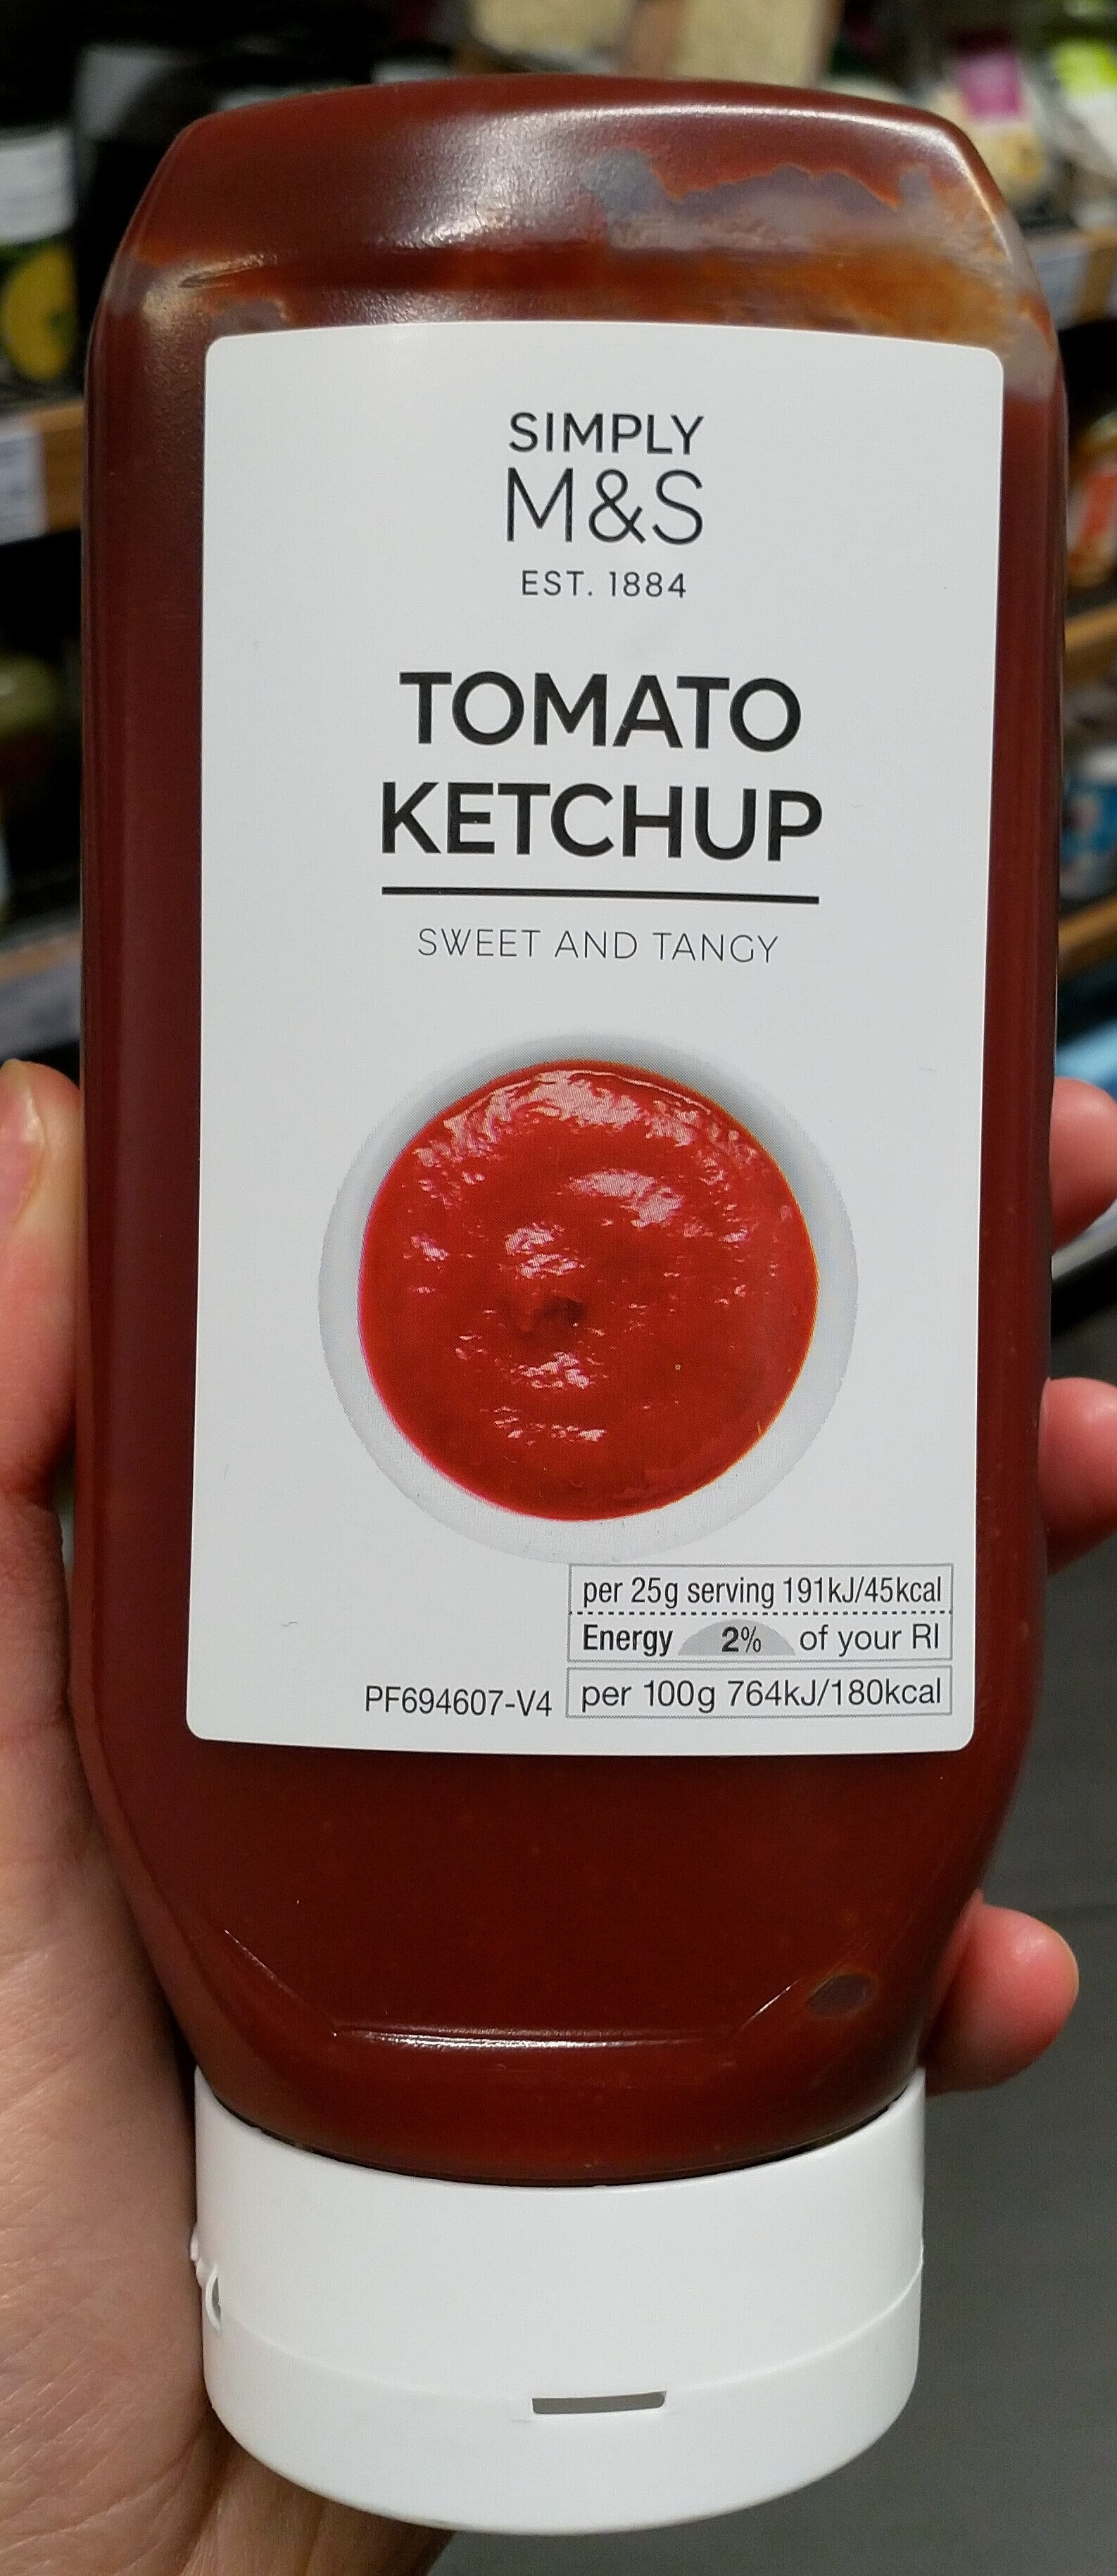 SIMPLY
M&S
EST. 1884
TOMATO
KETCHUP
SWEET AND TANGY
per 25g serving 191kJ/45kcal
Energy 2% of your RI
PF694607-V4
per 100g 764kJ/180kcal